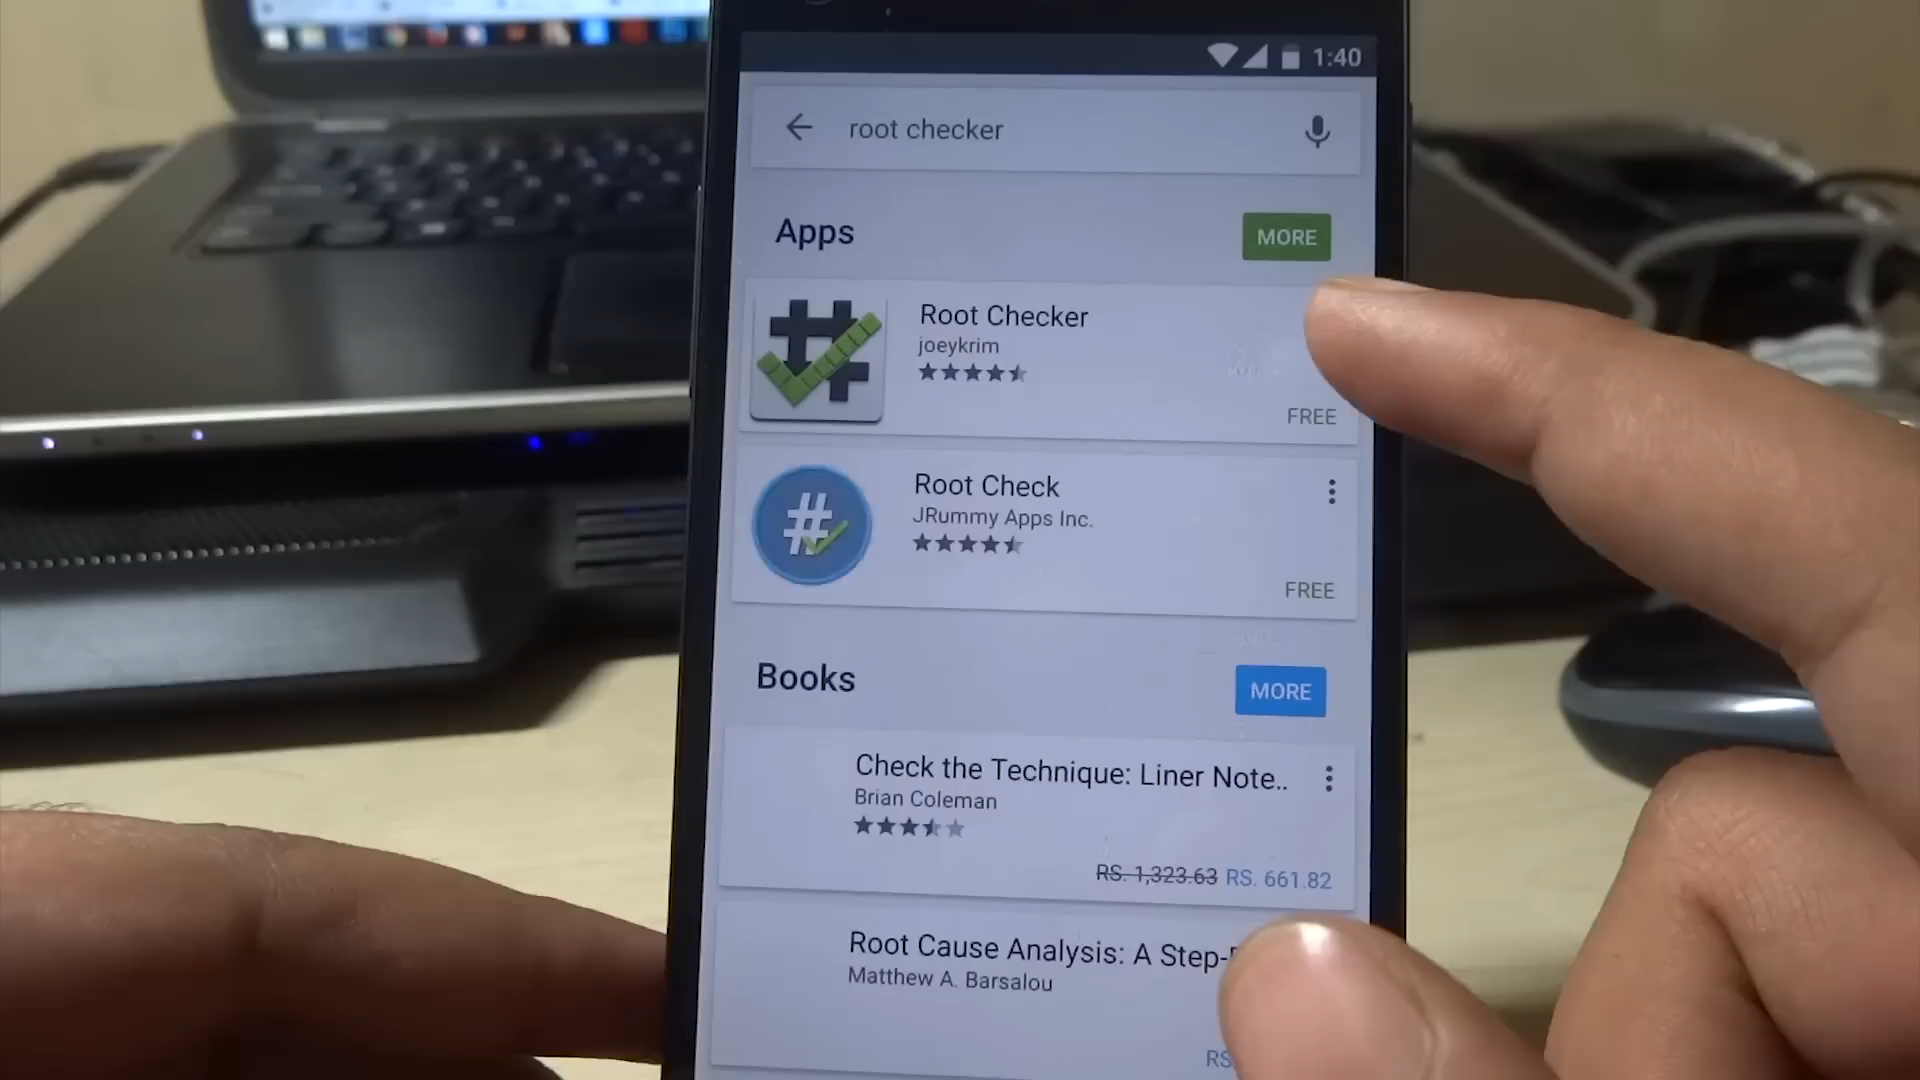 1:40
root checker
Apps
MORE
Root Checker
joeykrim
FREE
Root Check
JRummy Apps Inc.
FREE
Books
MORE
Check the Technique: Liner Note..
Brian Coleman
RS. 1,323.63 RS. 661.82
Root Cause Analysis: A Step-
Matthew A. Barsalou
RS